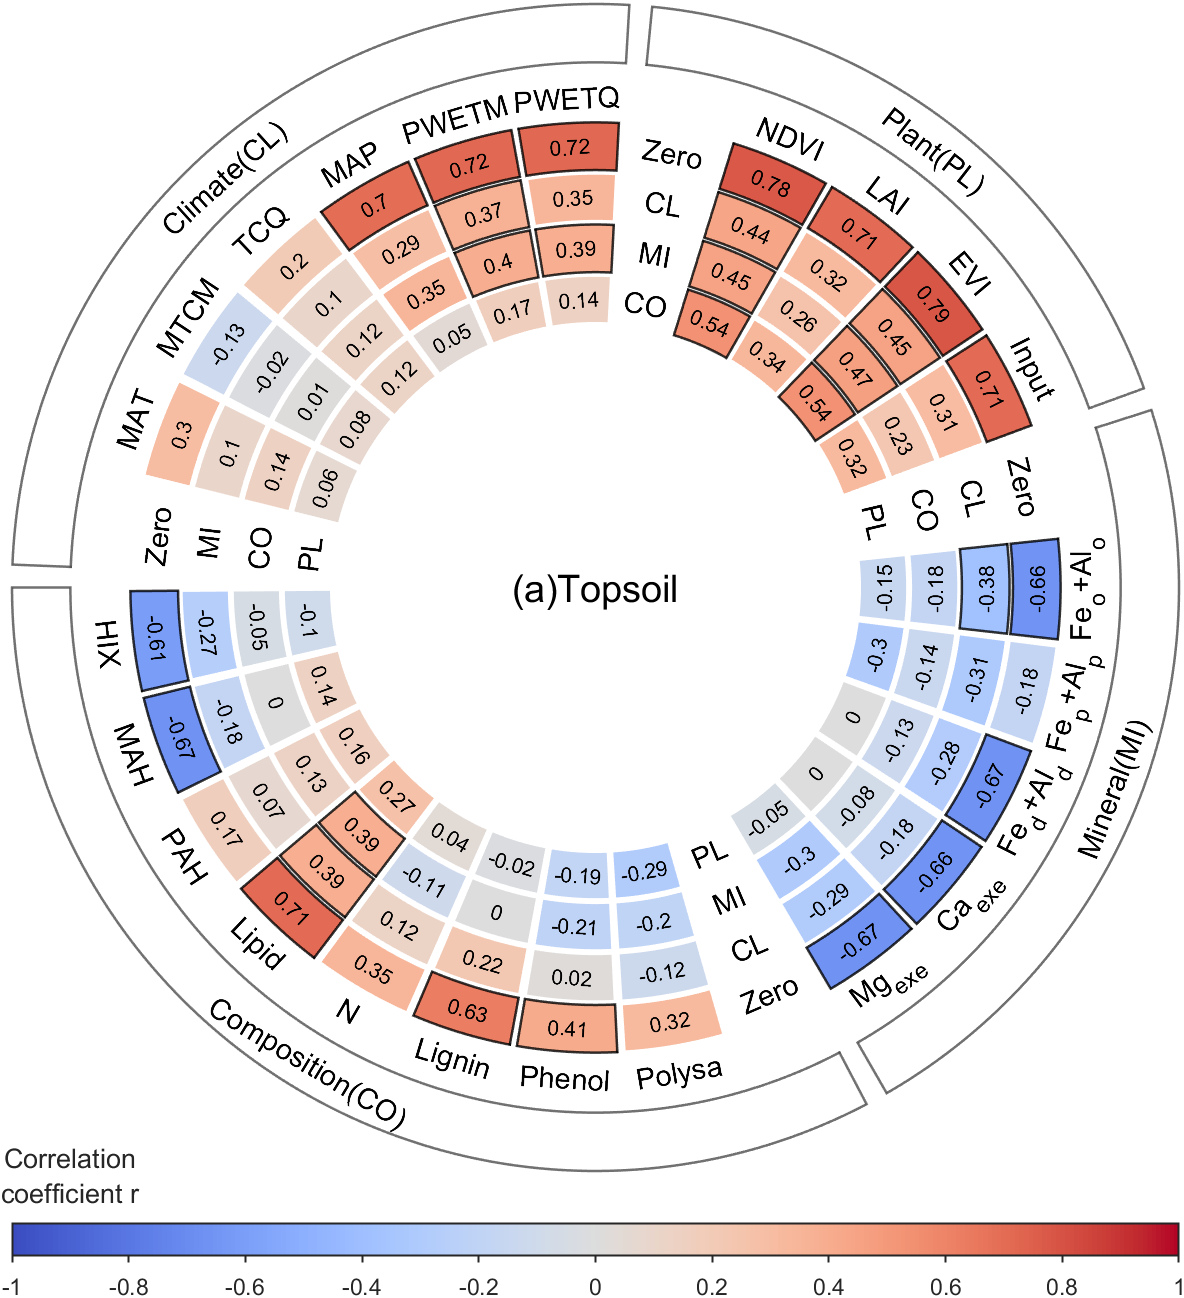 Climate(CL)
PWETM
PWETQ
MAP
TCQ
MTCM
MAT
0.72
0.72
0.7
0.2
-0.13
0.3
Zero
0.35
0.37
0.29
0.1
-0.02
0.1
MI
0.39
0.4
0.35
0.12
0.01
0.14
CO
0.14
0.17
0.05
0.12
0.08
0.06
PL
Plant(PL)
NDVI
LAI
EVI
Input
Zero
0.78
0.71
0.79
0.71
Zero
CL
0.44
0.32
0.45
0.31
CL
MI
0.45
0.26
0.47
0.23
CO
CO
0.54
0.34
0.54
0.32
PL
(a)Topsoil
Mineral(MI)
Feo+Alo
Fep+Alp
Fed+Ald
Caexe
Mgexe
-0.15
-0.18
-0.38
-0.66
-0.3
-0.14
-0.31
-0.18
0
-0.13
-0.28
-0.67
0
-0.08
-0.18
-0.66
-0.05
-0.3
-0.29
-0.67
PL
MI
CL
Zero
Composition(CO)
HIX
MAH
PAH
Lipid
N
Lignin
Phenol
Polysa
-0.61
-0.27
-0.05
-0.1
-0.67
-0.18
0
0.14
0.17
0.07
0.13
0.16
0.71
0.39
0.39
0.27
0.35
0.12
-0.11
0.04
0.63
0.22
0
-0.02
0.41
0.02
-0.21
-0.19
0.32
-0.12
-0.2
-0.29
Correlation
coefficient r
-1 -0.8 -0.6 -0.4 -0.2 0 0.2 0.4 0.6 0.8 1